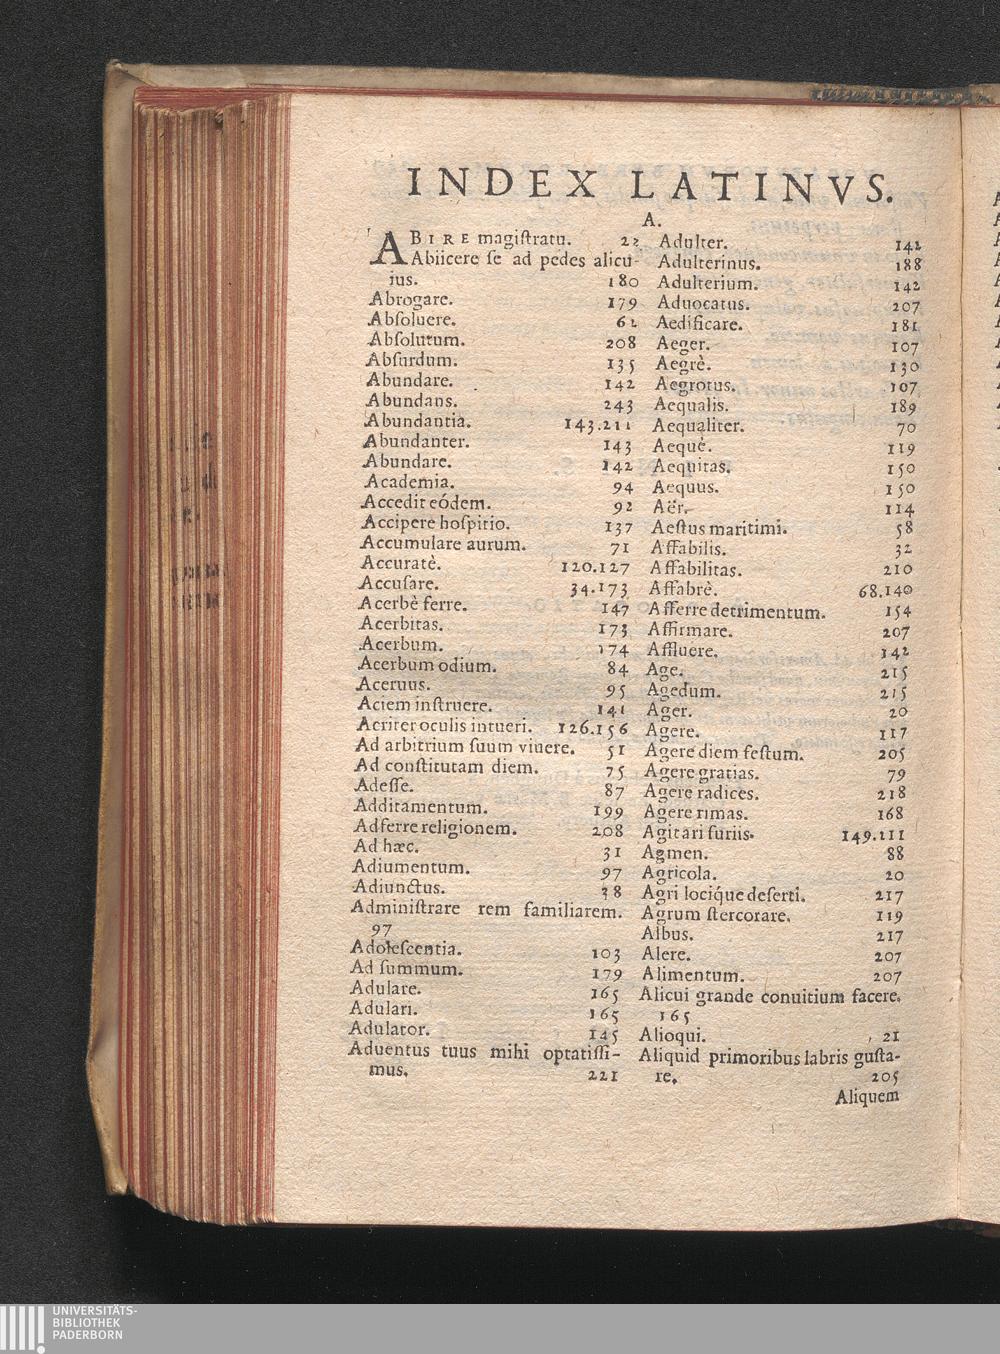 INDEX LATINVS.
A.
ABIRE magiſtratu. 22
Abiicere ſe ad pedes alicu-
ius. 180
Abrogare. 179
Abſoluere. 62
Abſolutum. 208
Abſurdum. 135
Abundare. 142
Abundans. 243
Abundantia. 143.211
Abundanter. 143
Abundare. 142
Academia. 94
Accedit eódem. 92
Accipere hoſpitio. 137
Accumulare aurum. 71
Accuratè. 120.127
Accuſare. 34.173
Acerbè ferre. 147
Acerbitas. 173
Acerbum. 174
Acerbum odium. 84
Aceruus. 95
Aciem inſtruere. 141
Acriter oculis intueri. 126.156
Ad arbitrium ſuum viuere. 51
Ad conſtitutam diem. 75
Adeſſe. 87
Additamentum. 199
Adferre religionem. 208
Ad hæc. 31
Adiumentum. 97
Adiunctus. 38
Adminiſtrare rem familiarem.
97
Adoleſcentia. 103
Ad ſummum. 179
Adulare. 165
Adulari. 165
Adulator. 145
Aduentus tuus mihi optatiſſi-
mus. 221
Adulter. 142
Adulterinus. 188
Adulterium. 142
Aduocatus. 207
Aedificare. 181
Aeger. 107
Aegrè. 130
Aegrotus. 107
Aequalis. 189
Aequaliter. 70
Aequè. 119
Aequitas. 150
Aequus. 150
Aër. 114
Aeſtus maritimi. 58
Affabilis. 32
Affabilitas. 210
Affabrè. 68.140
Afferre detrimentum. 154
Affirmare. 207
Affluere. 142
Age. 215
Agedum. 215
Ager. 20
Agere. 117
Agere diem feſtum. 205
Agere gratias. 79
Agere radices. 218
Agere rimas. 168
Agitari furiis. 149.211
Agmen. 88
Agricola. 20
Agri lociq́ue deſerti. 217
Agrum ſtercorare. 119
Albus. 217
Alere. 207
Alimentum. 207
Alicui grande conuitium facere.
165
Alioqui. 21
Aliquid primoribus labris guſta-
re. 205
Aliquem
UNIVERSITÄTS-
BIBLIOTHEK
PADERBORN